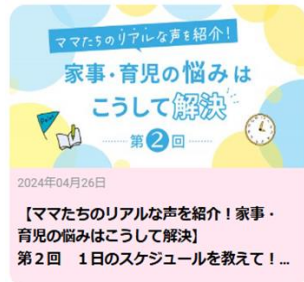 ママたちのリアルな声を紹介!
家事・育児の悩みは
こうして解決
第2回
2024年04月26日
【ママたちのリアルな声を紹介!家事・
育児の悩みはこうして解決】
第2回 1日のスケジュールを教えて!...